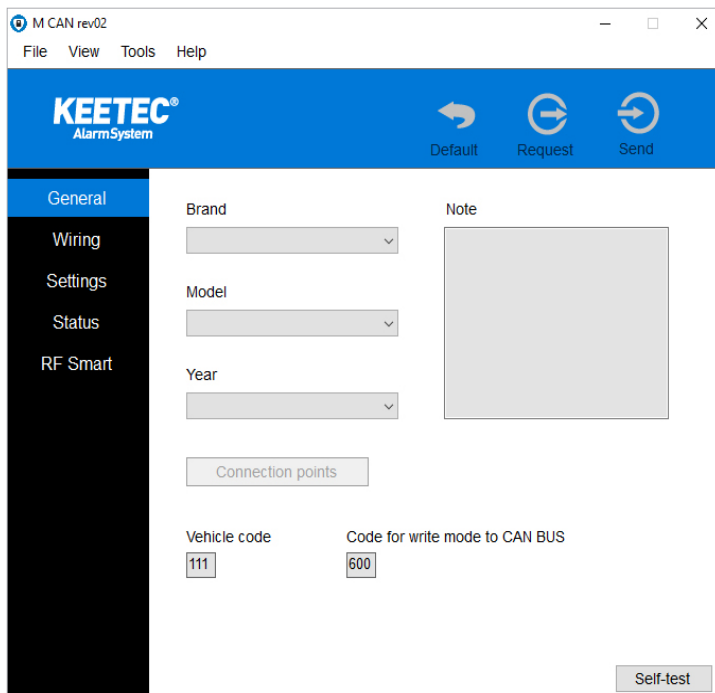 M CAN rev02
File View Tools Help
KEETEC®
AlarmSystem
Default Request Send
General
Wiring
Settings
Status
RF Smart
Brand
Note
Model
Year
Connection points
Vehicle code
Code for write mode to CAN BUS
111
600
Self-test